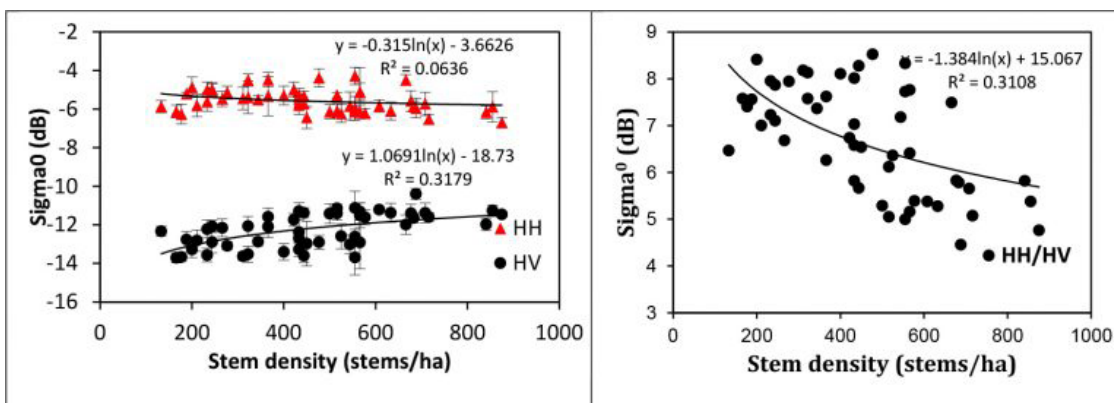 -2
-4
-6
-8
-10
-12
-14
-16
Sigma0 (dB)
y = -0.315ln(x) - 3.6626
R² = 0.0636
y = 1.0691ln(x) - 18.73
R² = 0.3179
HH
HV
0 200 400 600 800 1000
Stem density (stems/ha)
9
8
7
6
5
4
3
Sigma⁰ (dB)
y = -1.384ln(x) + 15.067
R² = 0.3108
HH/HV
0 200 400 600 800 1000
Stem density (stems/ha)